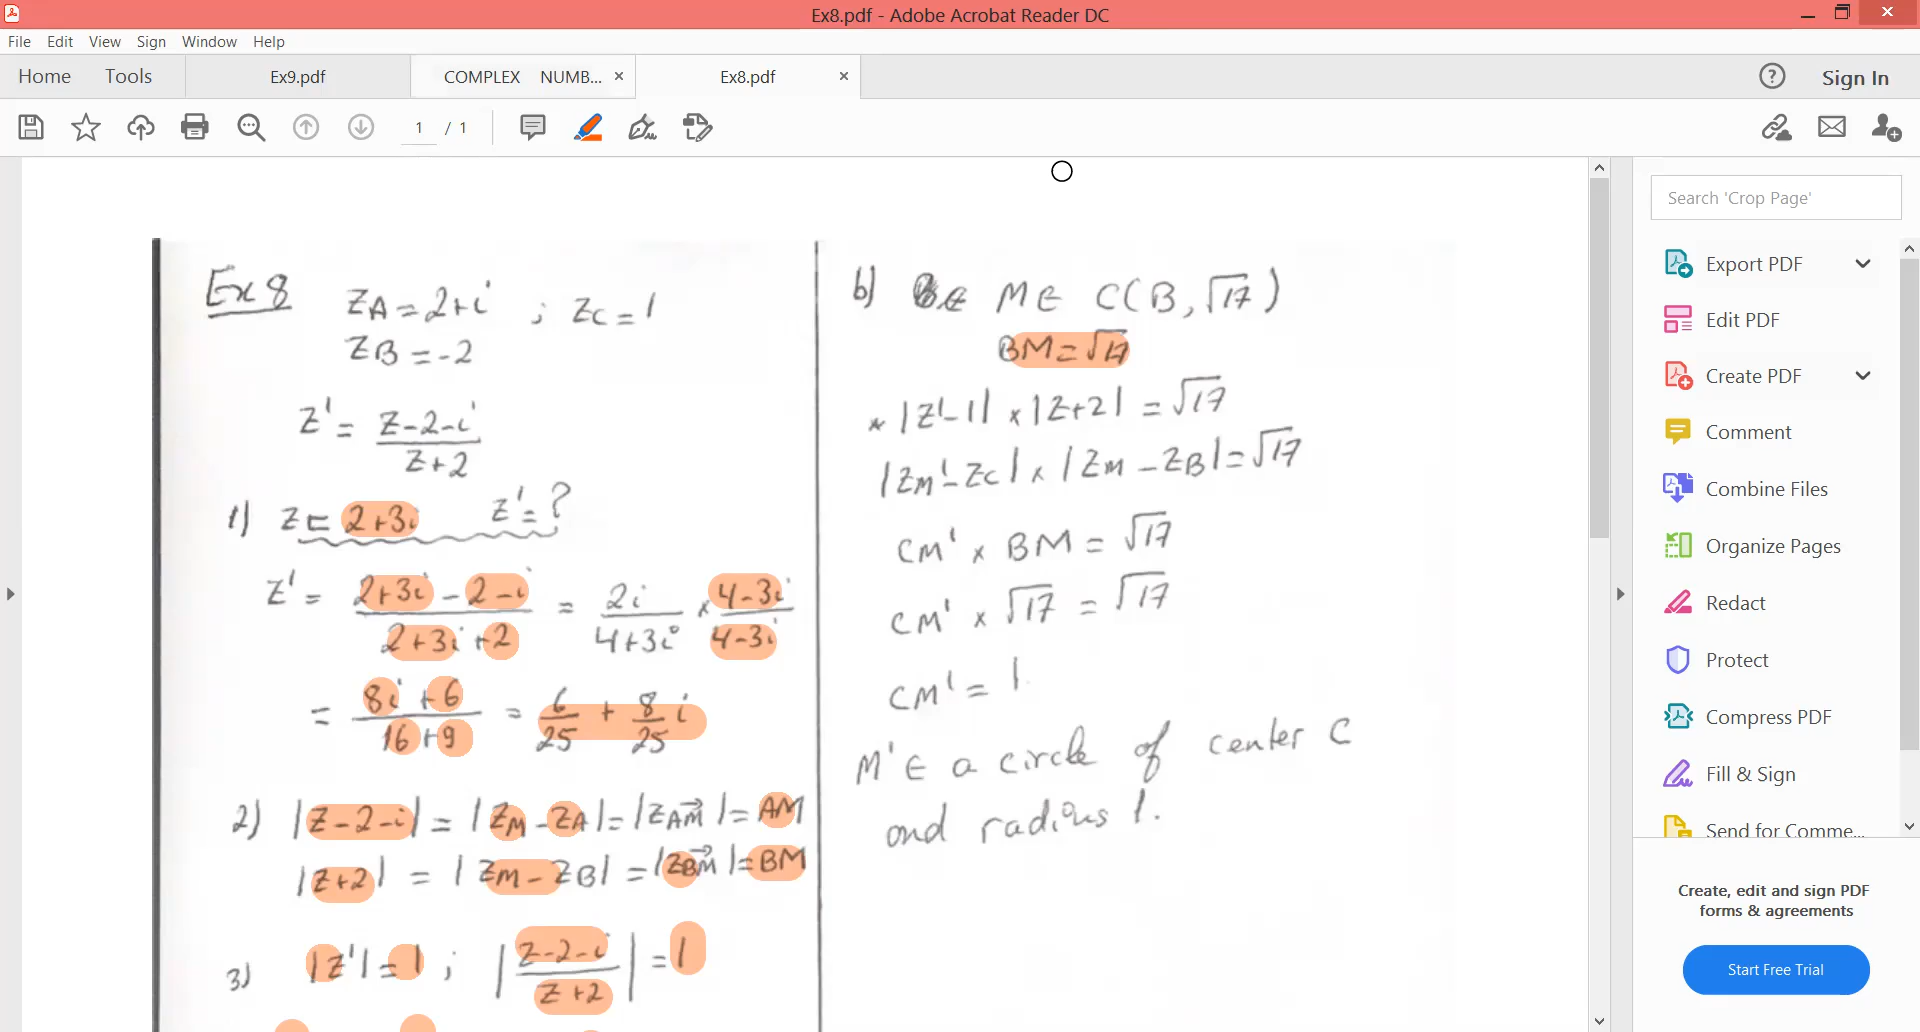 Ex8.pdf - Adobe Acrobat Reader DC
File Edit View Sign Window Help
Home Tools Ex9.pdf COMPLEX NUMB... × Ex8.pdf ×
? Sign In
1 / 1
Ex 8
ZA = 2+i ; ZC = 1
ZB = -2
Z' = (Z-2-i)/(Z+2)
1) Z = 2+3i Z' = ?
Z' = (2+3i - 2-i)/(2+3i+2) = 2i/(4+3i) × (4-3i)/(4-3i)
= (8i+6)/(16+9) = 6/25 + 8/25 i
2) |Z-2-i| = |ZM - ZA| = |ZAM→| = AM
|Z+2| = |ZM - ZB| = |ZBM→| = BM
3) |Z'| = 1 ; |(Z-2-i)/(Z+2)| = 1
b) M ∈ C(B, √17)
BM = √17
* |Z'-1| × |Z+2| = √17
|ZM' - ZC| × |ZM - ZB| = √17
CM' × BM = √17
CM' × √17 = √17
CM' = 1.
M' ∈ a circle of center C
and radius 1.
Search 'Crop Page'
Export PDF
Edit PDF
Create PDF
Comment
Combine Files
Organize Pages
Redact
Protect
Compress PDF
Fill & Sign
Send for Comme...
Create, edit and sign PDF
forms & agreements
Start Free Trial